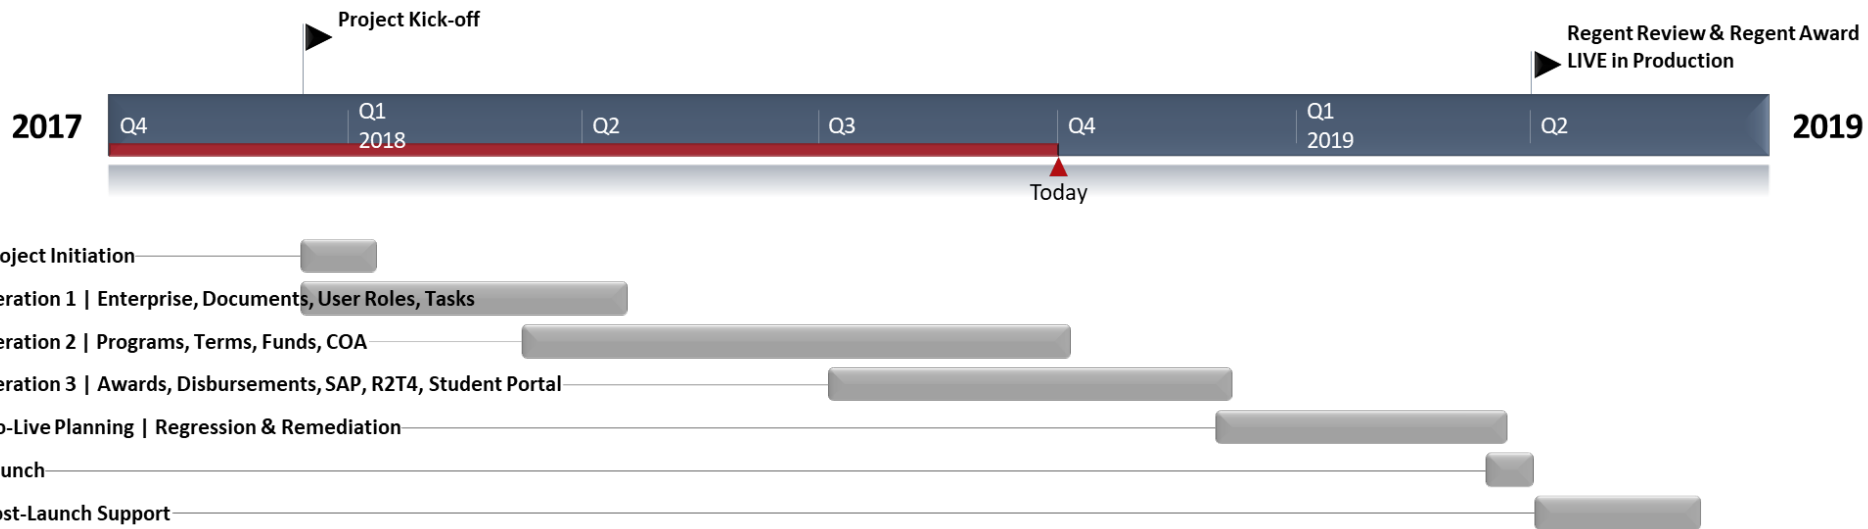 Project Kick-off
Regent Review & Regent Award
LIVE in Production
2017
Q4
Q1
2018
Q2
Q3
Q4
Q1
2019
Q2
2019
Today
oject Initiation
eration 1 | Enterprise, Documents, User Roles, Tasks
eration 2 | Programs, Terms, Funds, COA
eration 3 | Awards, Disbursements, SAP, R2T4, Student Portal
o-Live Planning | Regression & Remediation
unch
ost-Launch Support